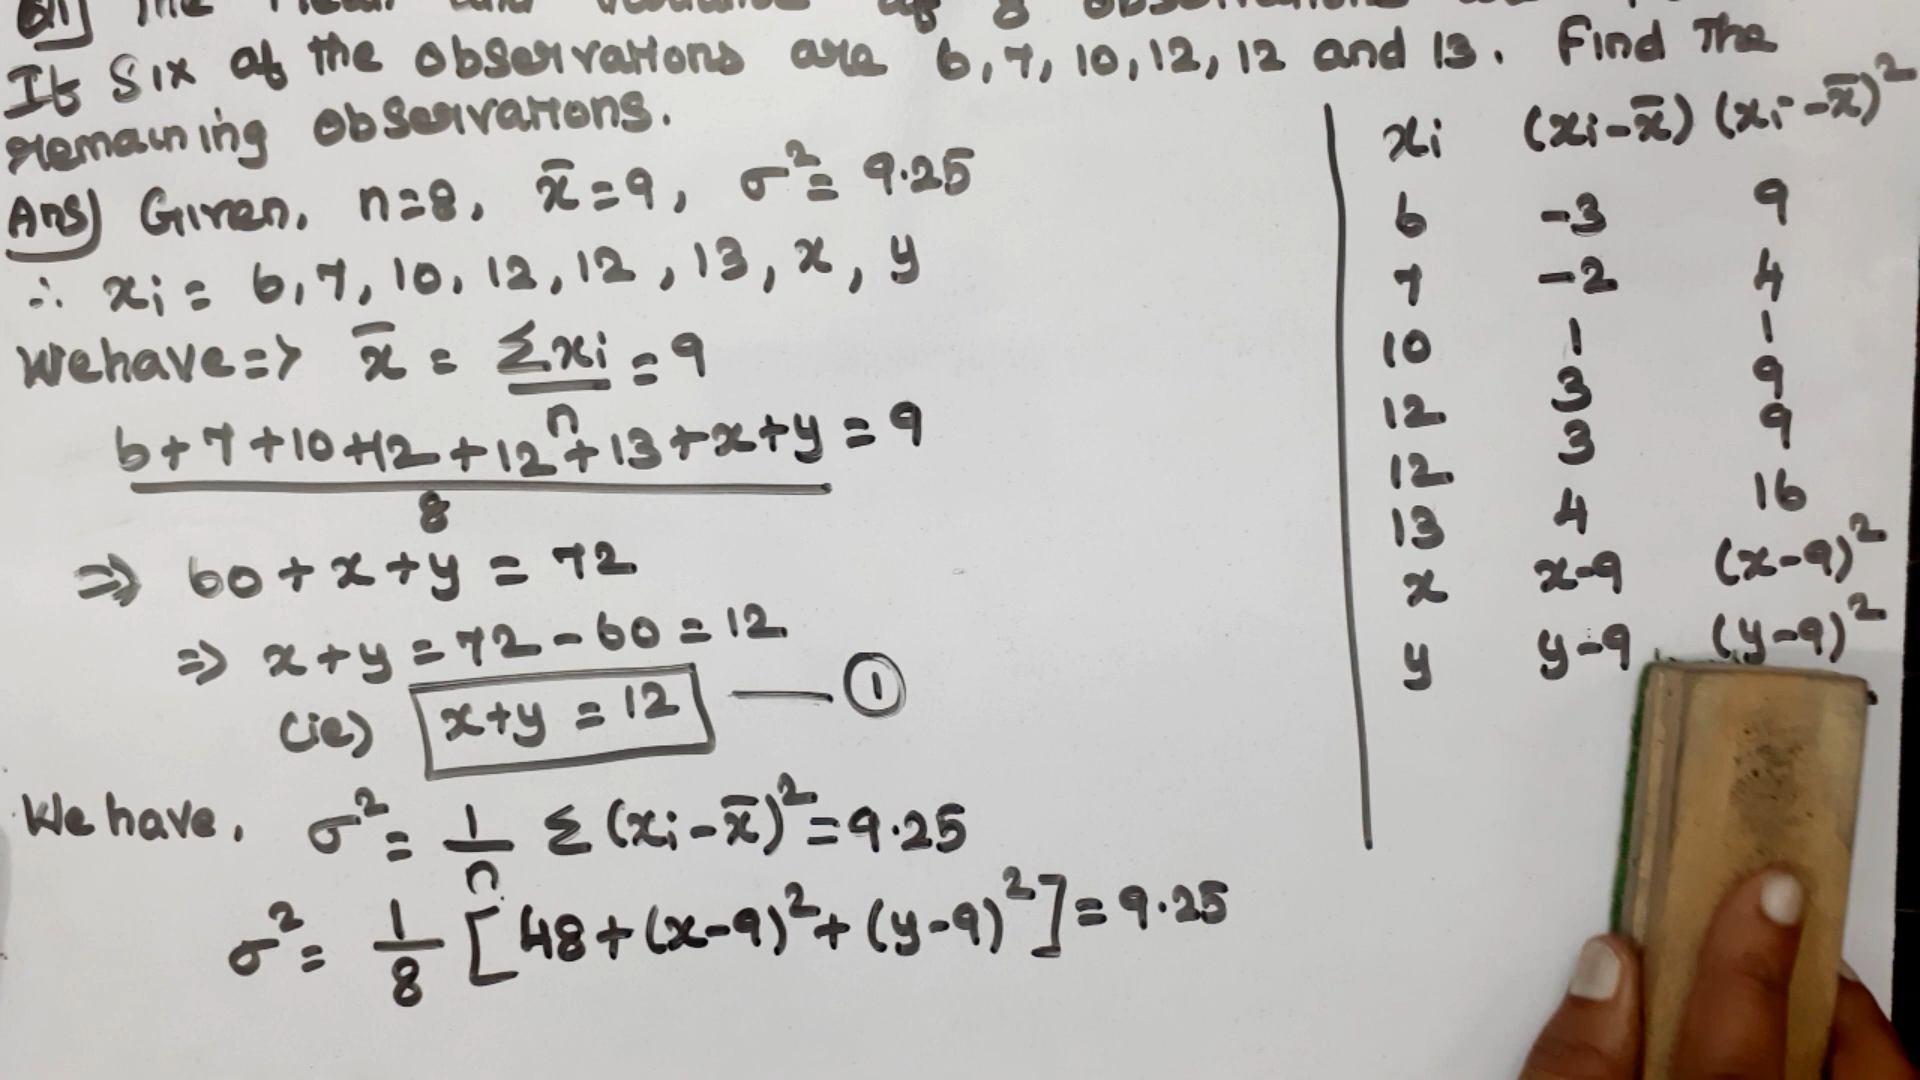 It six of the observations are 6, 7, 10, 12, 12 and 13. Find The
remaining observations.
Ans) Given, n=8, x̄=9, σ²=9.25
∴ xi = 6, 7, 10, 12, 12, 13, x, y
We have => x̄ = Σxi/n = 9
(6+7+10+12+12+13+x+y)/8 = 9
⇒ 60+x+y = 72
⇒ x+y = 72-60 = 12
(ie) x+y = 12 — ①
We have, σ² = 1/n Σ(xi-x̄)² = 9.25
σ² = 1/8 [48+(x-9)²+(y-9)²] = 9.25
xi (xi-x̄) (xi-x̄)²
6 -3 9
7 -2 4
10 1 1
12 3 9
12 3 9
13 4 16
x x-9 (x-9)²
y y-9 (y-9)²